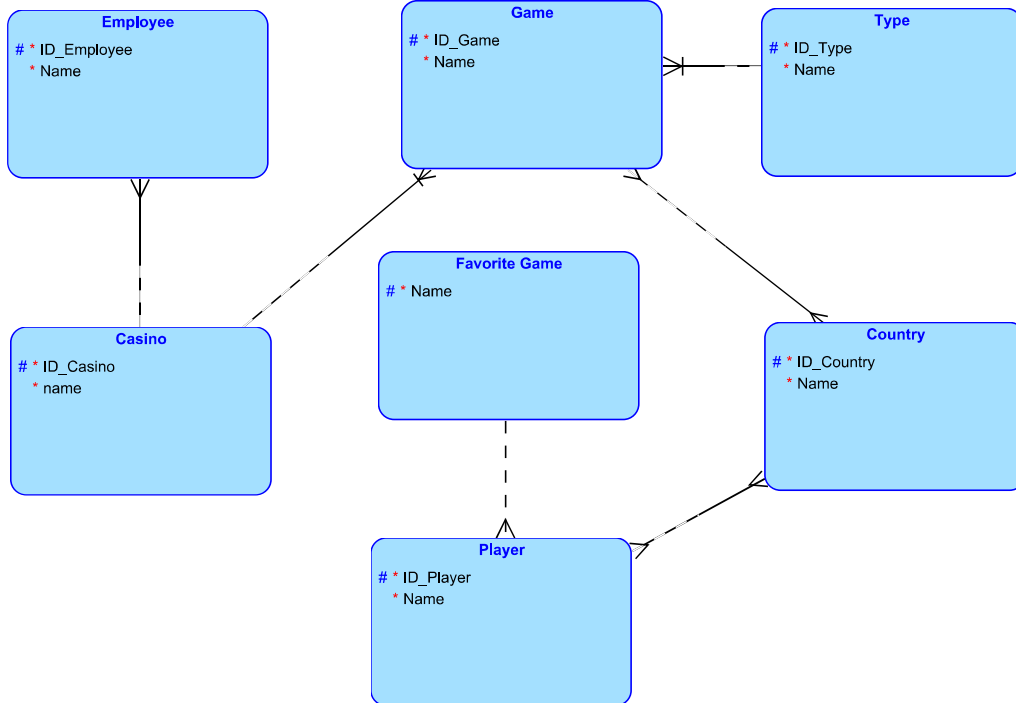 Employee
# * ID_Employee
* Name
Game
# * ID_Game
* Name
Type
# * ID_Type
* Name
Favorite Game
# * Name
Casino
# * ID_Casino
* name
Country
# * ID_Country
* Name
Player
# * ID_Player
* Name